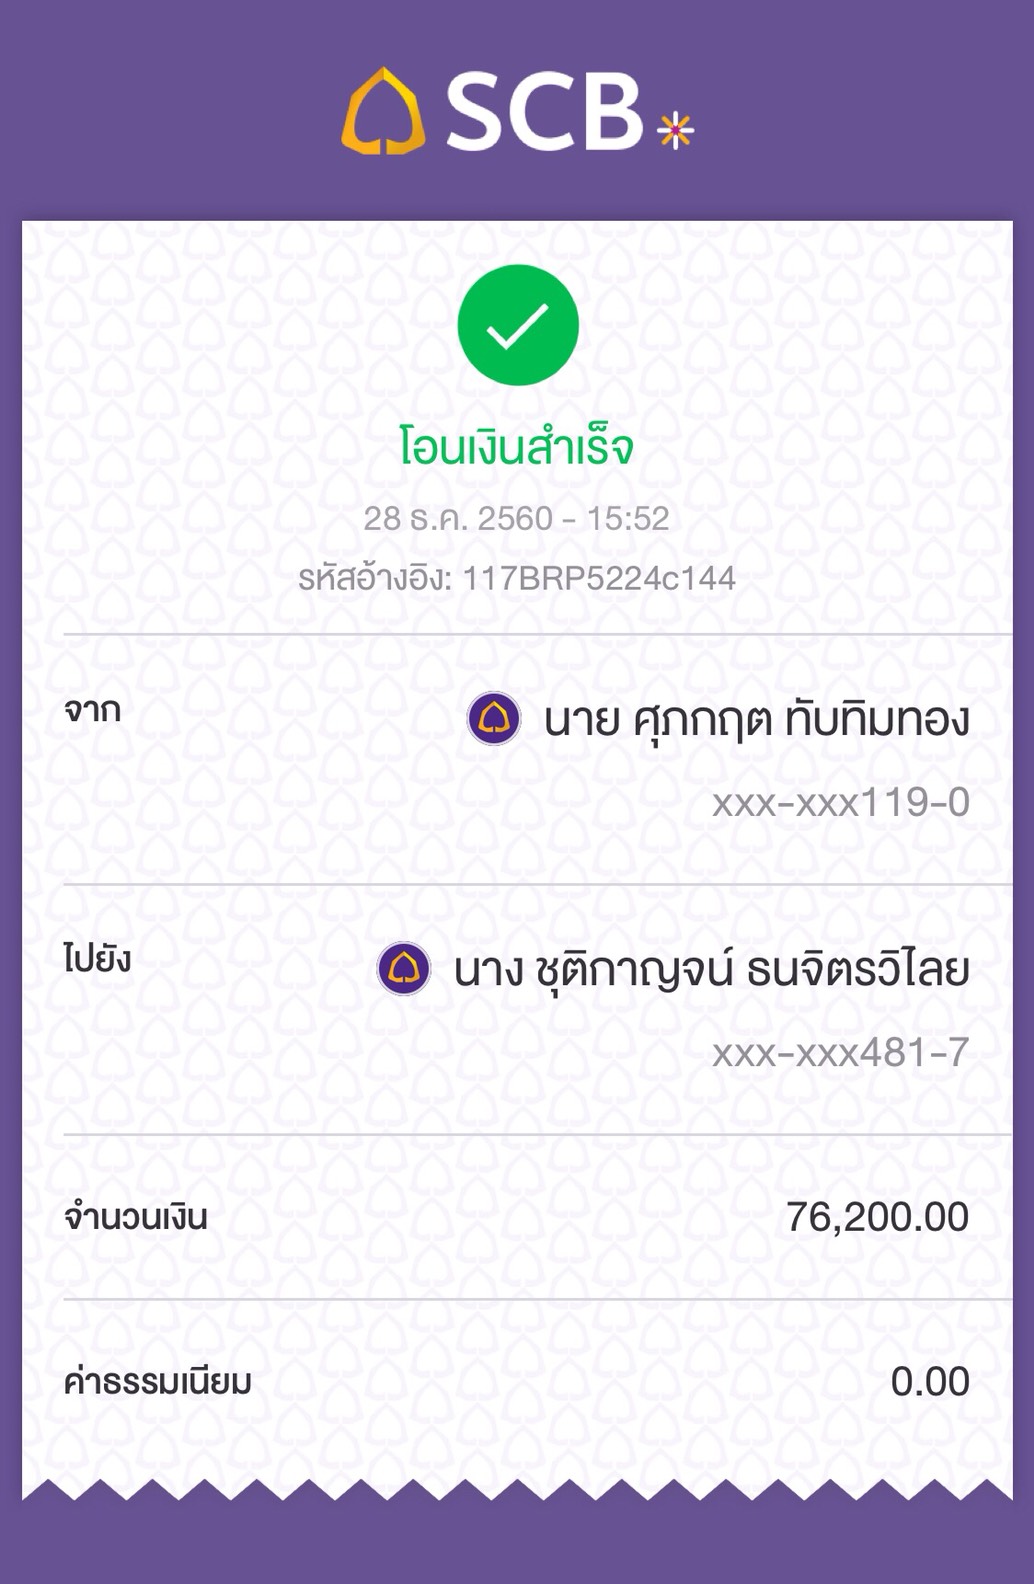 SCB
โอนเงินสำเร็จ
28 ธ.ค. 2560 - 15:52
รหัสอ้างอิง: 117BRP5224c144
จาก
นาย ศุภกฤต ทับทิมทอง
xxx-xxx119-0
ไปยัง
นาง ชุติกาญจน์ ธนจิตรวิไลย
xxx-xxx481-7
จำนวนเงิน 76,200.00
ค่าธรรมเนียม 0.00